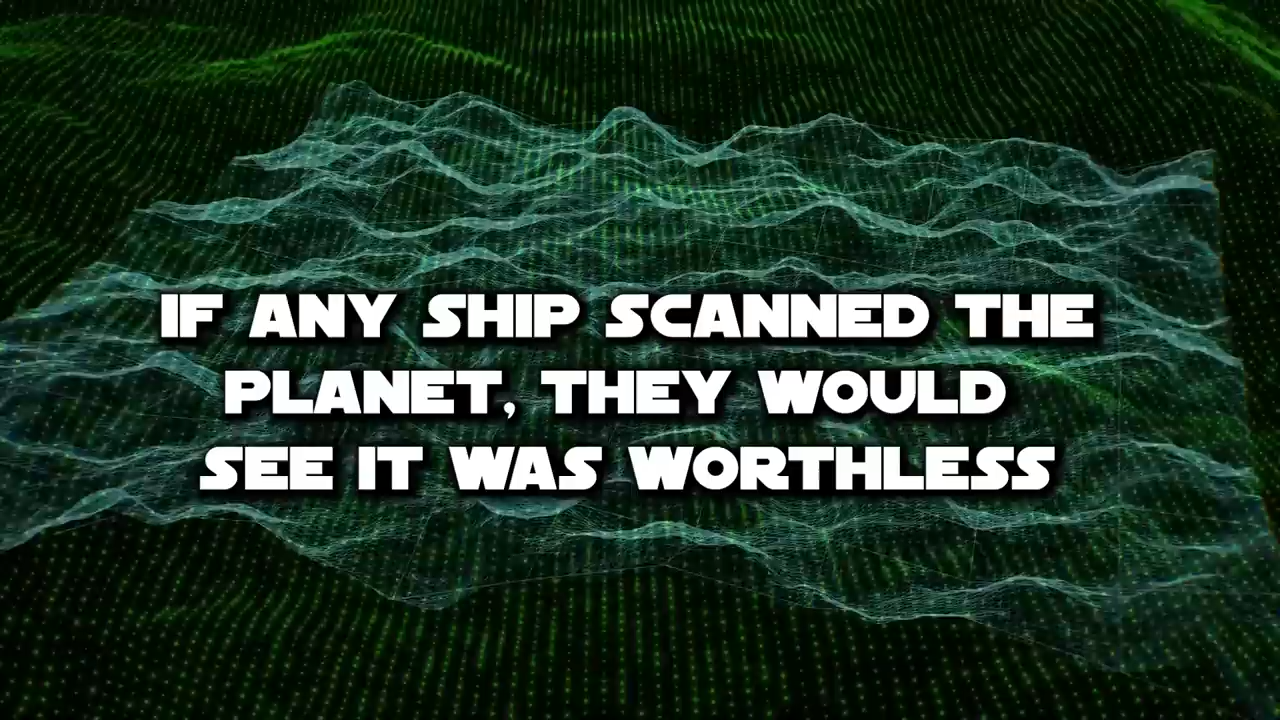 IF ANY SHIP SCANNED THE
PLANET, THEY WOULD
SEE IT WAS WORTHLESS